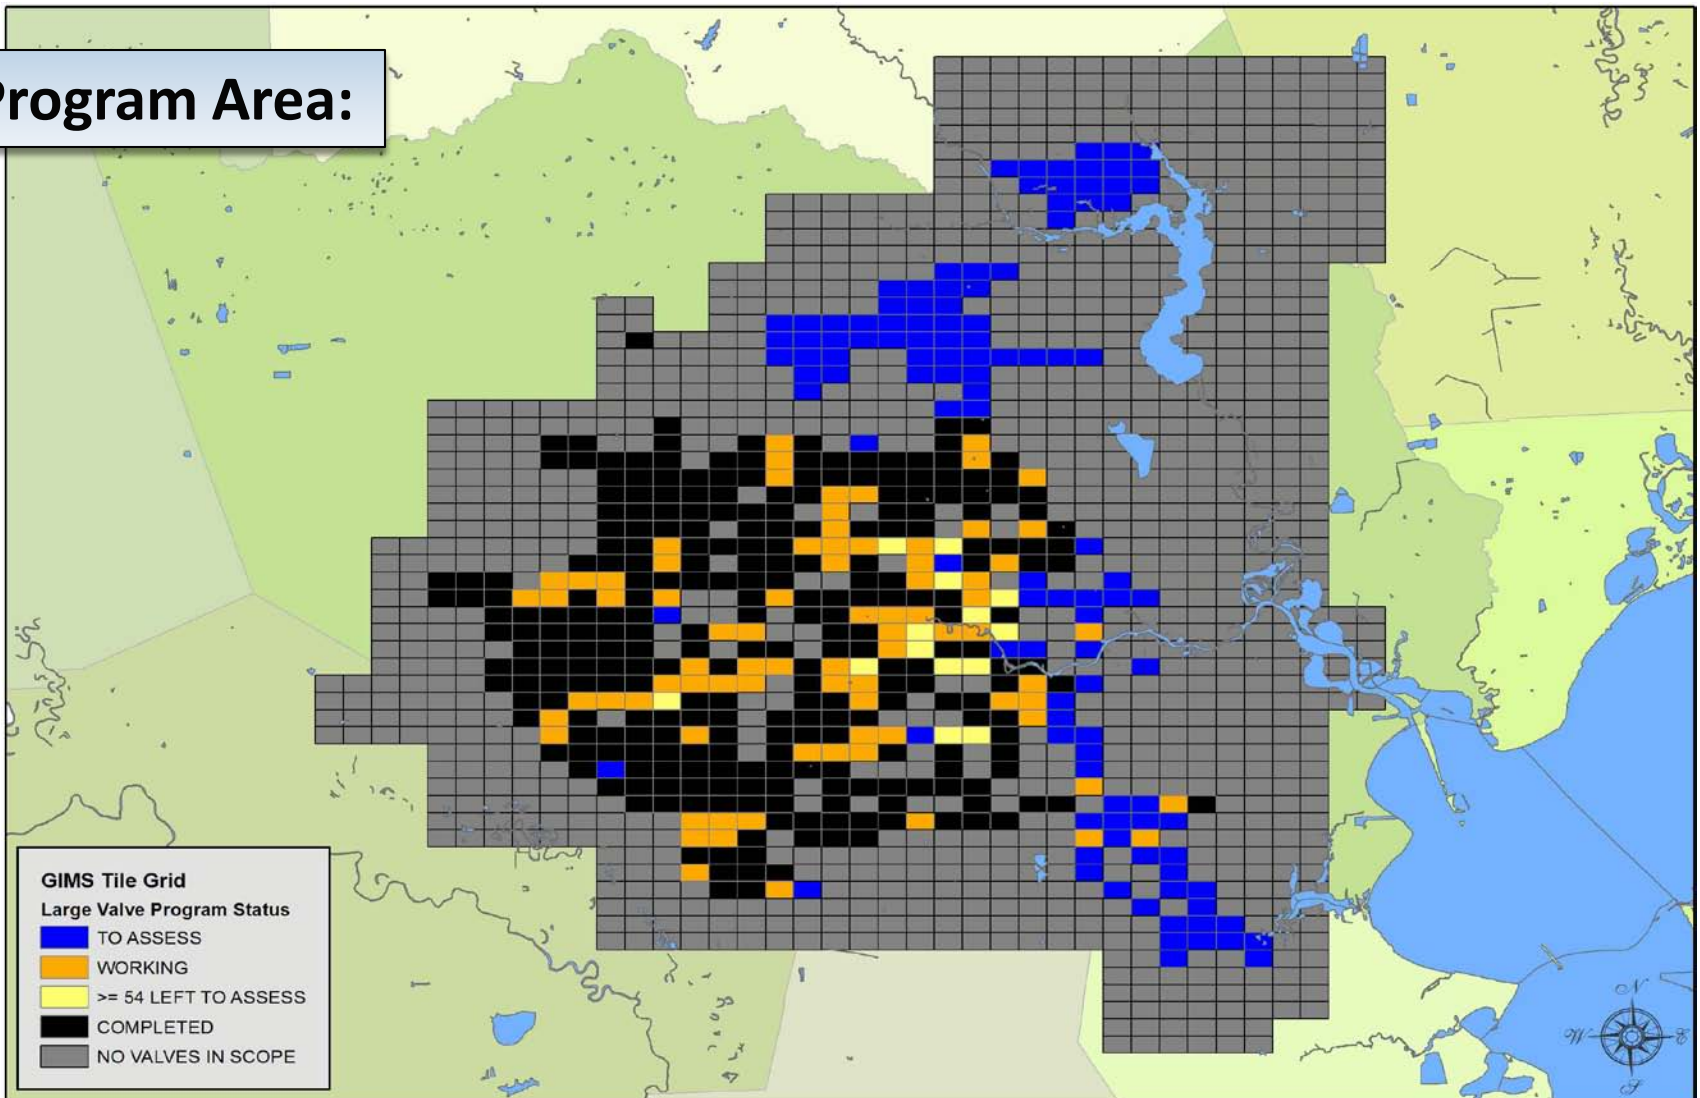 Program Area:
GIMS Tile Grid
Large Valve Program Status
TO ASSESS
WORKING
>= 54 LEFT TO ASSESS
COMPLETED
NO VALVES IN SCOPE
N
S